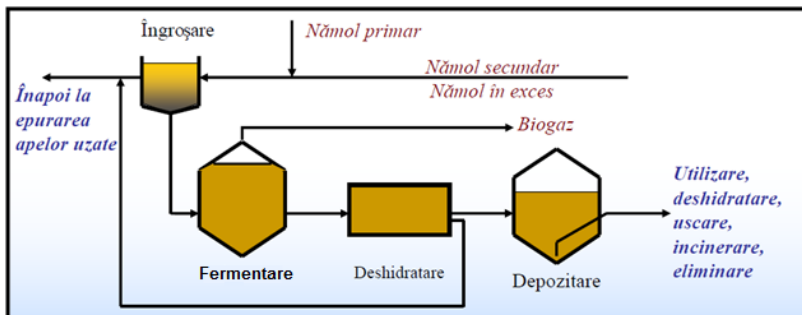 Îngroşare
Nămol primar
Nămol secundar
Nămol în exces
Înapoi la
epurarea
apelor uzate
Biogaz
Utilizare,
deshidratare,
uscare,
incinerare,
eliminare
Fermentare
Deshidratare
Depozitare